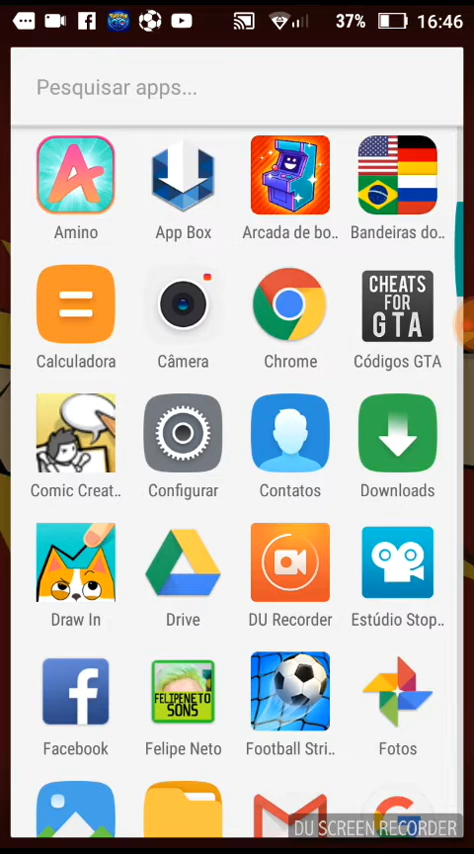 37% 16:46
Pesquisar apps...
Amino App Box Arcada de bo.. Bandeiras do..
CHEATS
FOR
GTA
Calculadora Câmera Chrome Códigos GTA
Comic Creat.. Configurar Contatos Downloads
Draw In Drive DU Recorder Estúdio Stop..
FELIPENETO
SONS
Facebook Felipe Neto Football Stri.. Fotos
DU SCREEN RECORDER